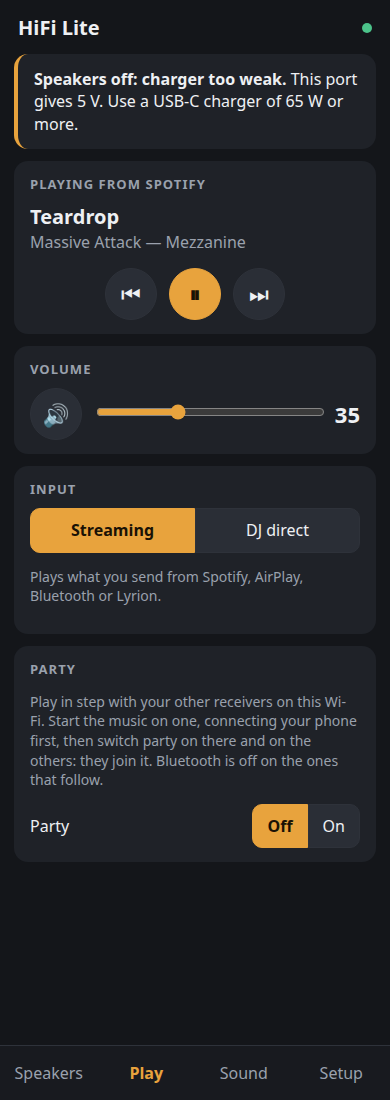 HiFi Lite
Speakers off: charger too weak. This port
gives 5 V. Use a USB-C charger of 65 W or
more.
PLAYING FROM SPOTIFY
Teardrop
Massive Attack — Mezzanine
VOLUME
35
INPUT
Streaming DJ direct
Plays what you send from Spotify, AirPlay,
Bluetooth or Lyrion.
PARTY
Play in step with your other receivers on this Wi-
Fi. Start the music on one, connecting your phone
first, then switch party on there and on the
others: they join it. Bluetooth is off on the ones
that follow.
Party Off On
Speakers Play Sound Setup